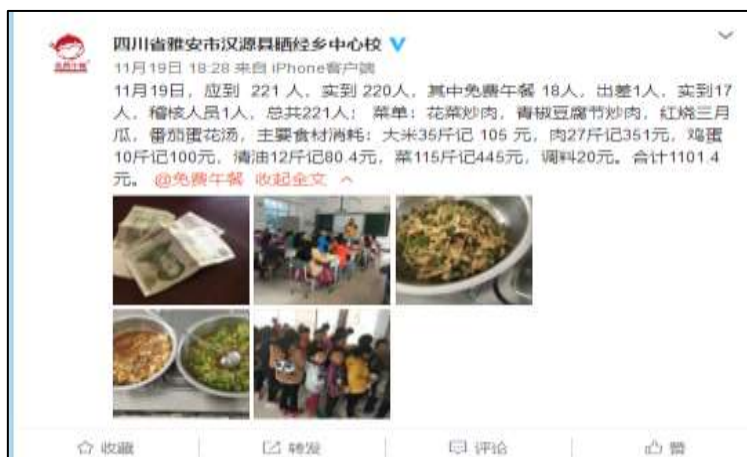 四川省雅安市汉源县晒经乡中心校
11月19日 18:28 来自 iPhone客户端
11月19日，应到 221 人，实到 220人，其中免费午餐 18人，出差1人，实到17
人，稽核人员1人，总共221人；菜单：花菜炒肉，青椒豆腐节炒肉，红烧三月
瓜，番茄蛋花汤，主要食材消耗：大米35斤记 105 元，肉27斤记351元，鸡蛋
10斤记100元，清油12斤记80.4元，菜115斤记445元，调料20元。合计1101.4
元。@免费午餐 收起全文
收藏
转发
评论
赞